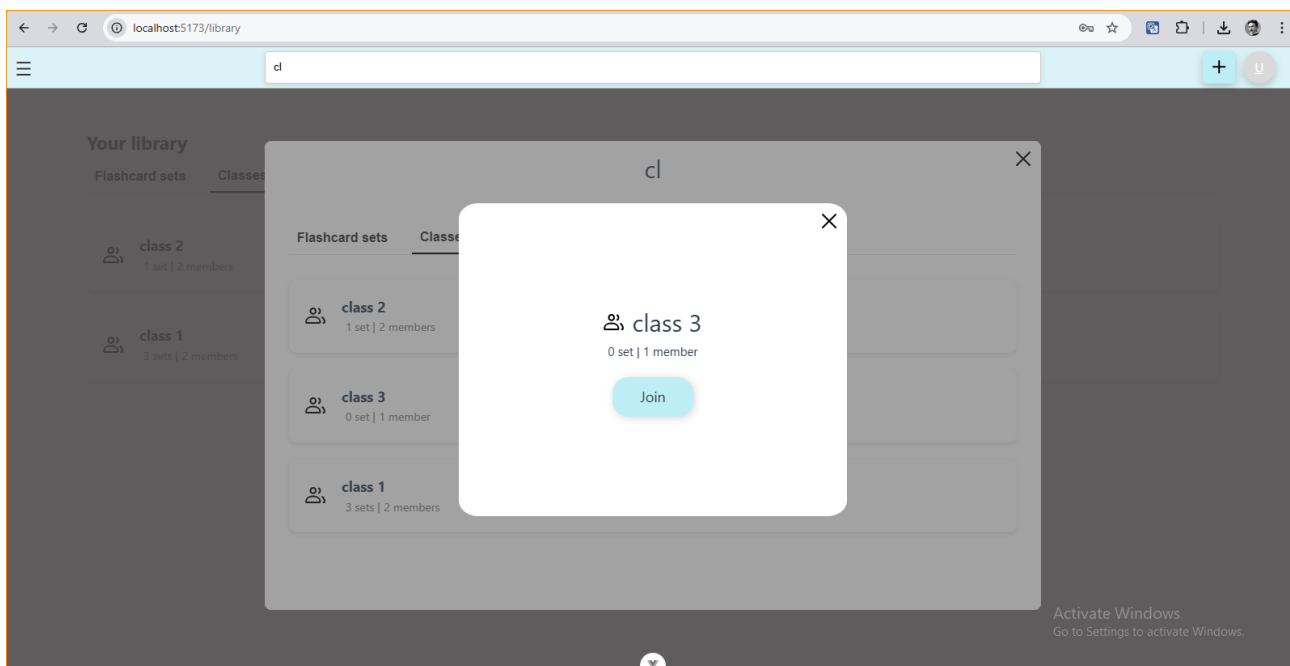 localhost:5173/library
cl
U
Your library
Flashcard sets Classes
class 2
1 set | 2 members
class 1
3 sets | 2 members
cl
Flashcard sets Classe
class 2
1 set | 2 members
class 3
0 set | 1 member
class 1
3 sets | 2 members
class 3
0 set | 1 member
Join
Activate Windows
Go to Settings to activate Windows.